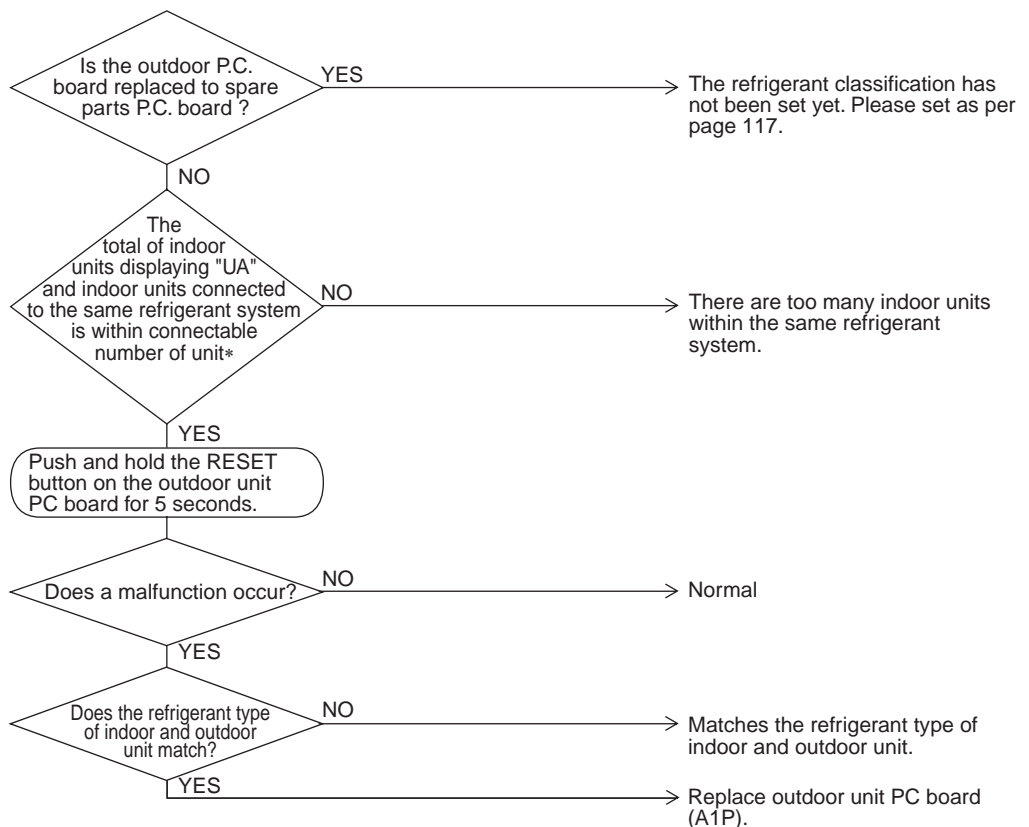 Is the outdoor P.C.
board replaced to spare
parts P.C. board ?
YES
The refrigerant classification has
not been set yet. Please set as per
page 117.
NO
The
total of indoor
units displaying "UA"
and indoor units connected
to the same refrigerant system
is within connectable
number of unit*
NO
There are too many indoor units
within the same refrigerant
system.
YES
Push and hold the RESET
button on the outdoor unit
PC board for 5 seconds.
Does a malfunction occur?
NO
Normal
YES
Does the refrigerant type
of indoor and outdoor
unit match?
NO
Matches the refrigerant type of
indoor and outdoor unit.
YES
Replace outdoor unit PC board
(A1P).